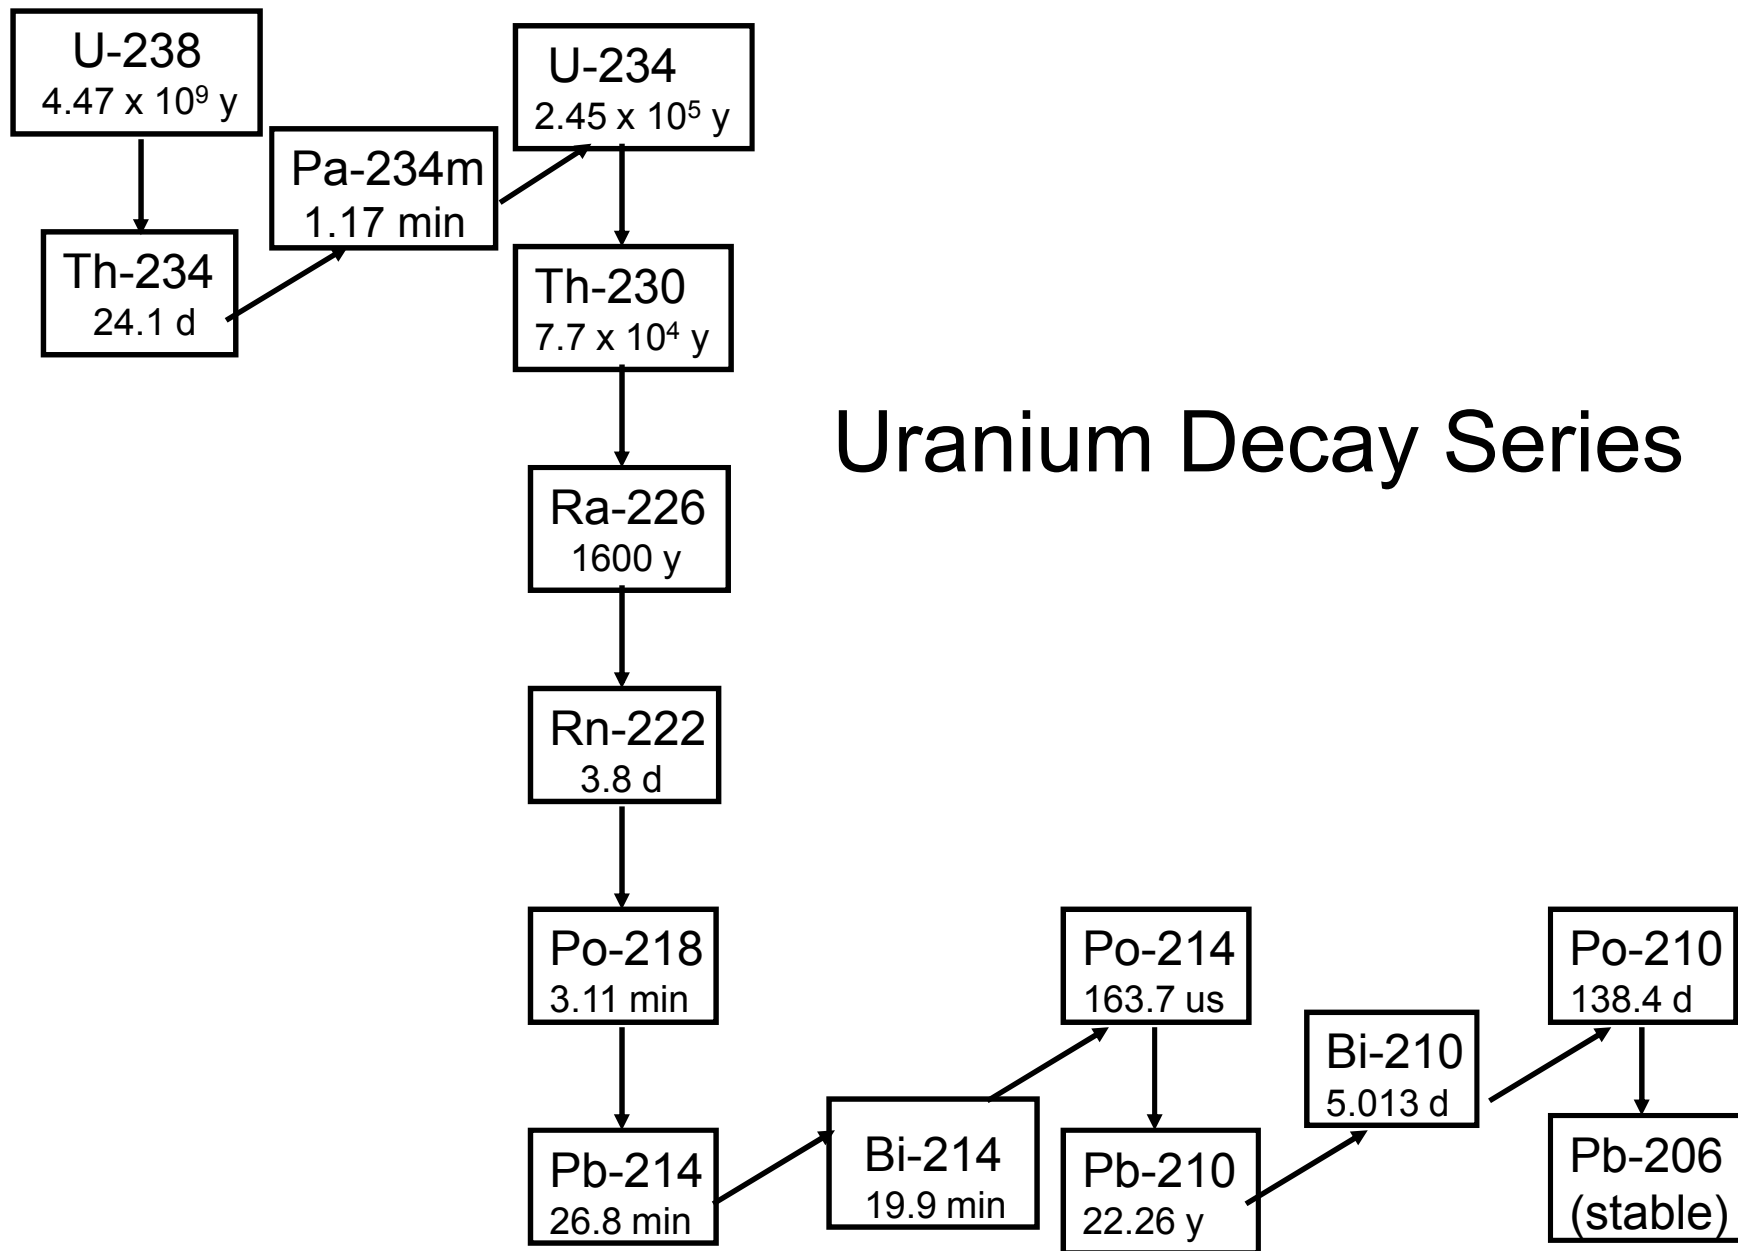 U-238
4.47 x 10⁹ y
U-234
2.45 x 10⁵ y
Pa-234m
1.17 min
Th-234
24.1 d
Th-230
7.7 x 10⁴ y
Uranium Decay Series
Ra-226
1600 y
Rn-222
3.8 d
Po-218
3.11 min
Po-214
163.7 us
Po-210
138.4 d
Bi-210
5.013 d
Pb-214
26.8 min
Bi-214
19.9 min
Pb-210
22.26 y
Pb-206
(stable)